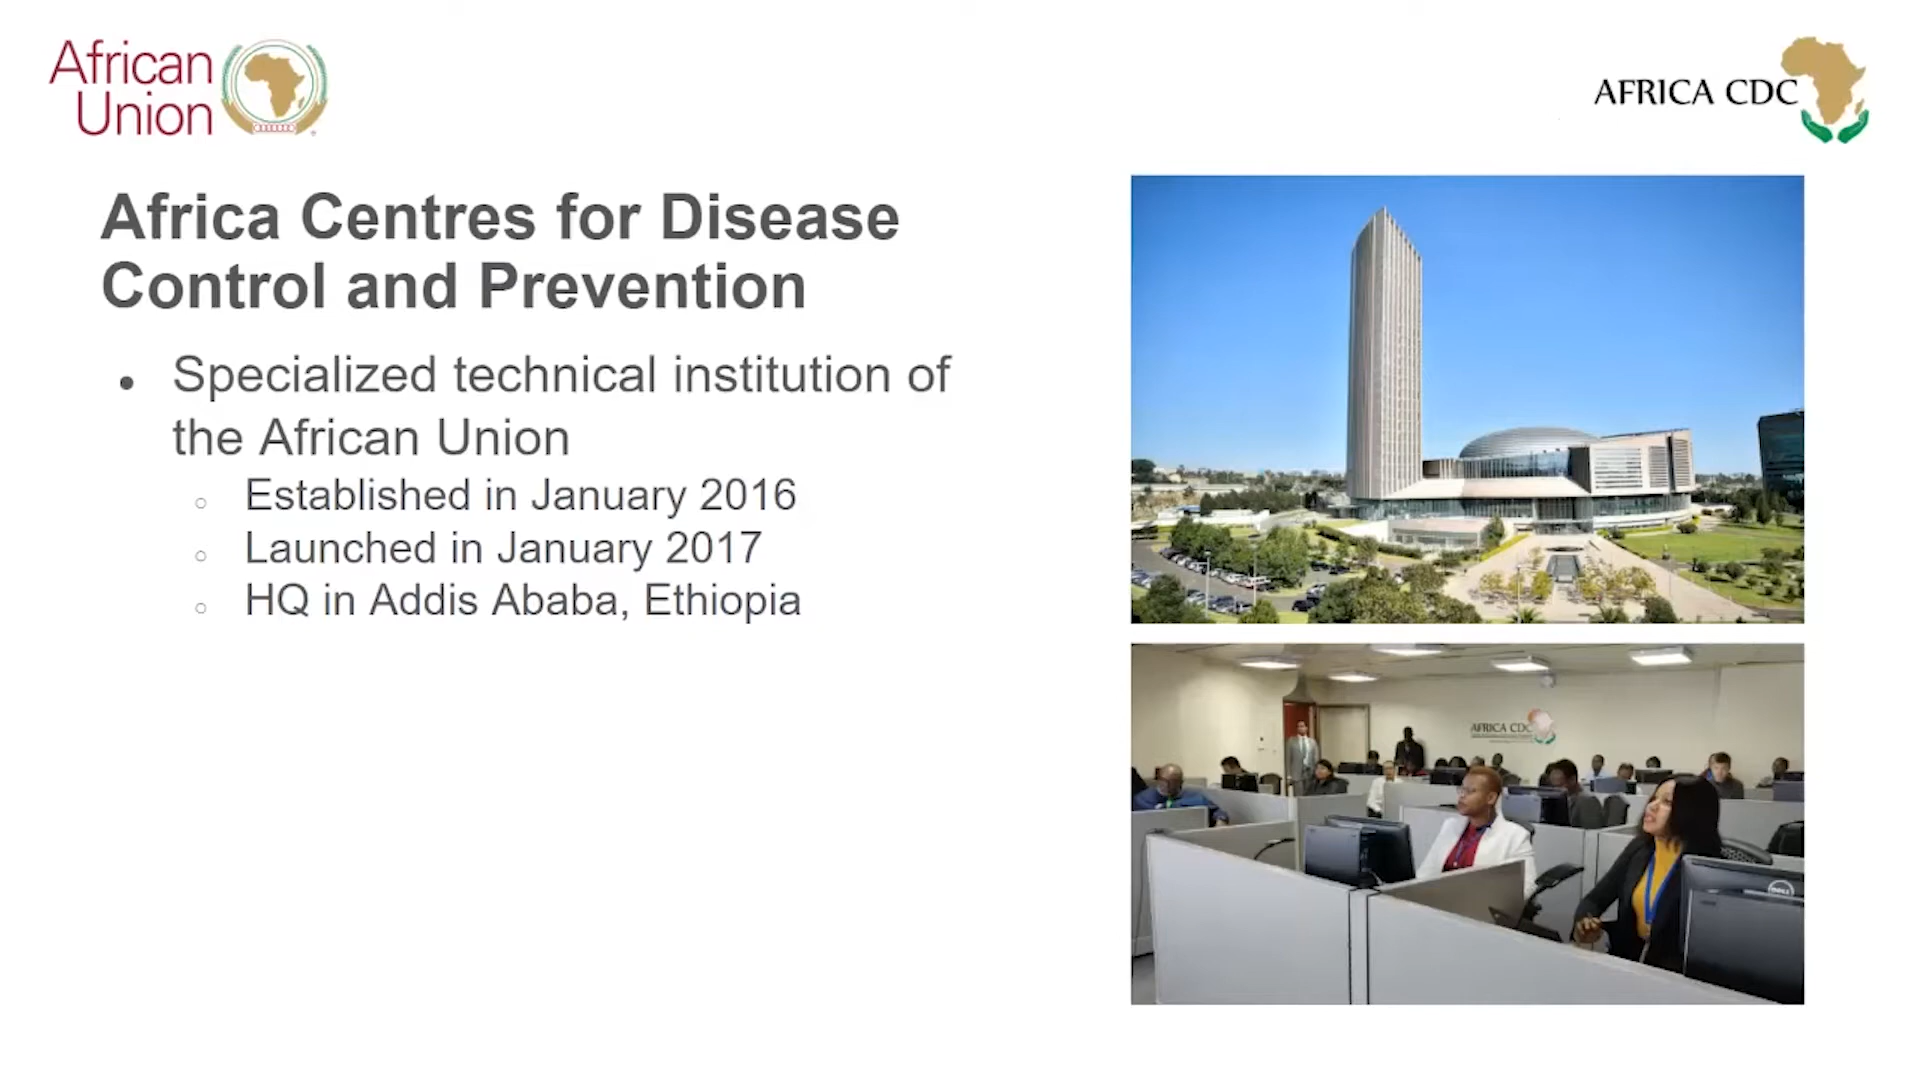 African
Union
AFRICA CDC
Africa Centres for Disease
Control and Prevention
• Specialized technical institution of
the African Union
○ Established in January 2016
○ Launched in January 2017
○ HQ in Addis Ababa, Ethiopia
AFRICA CDC
DELL